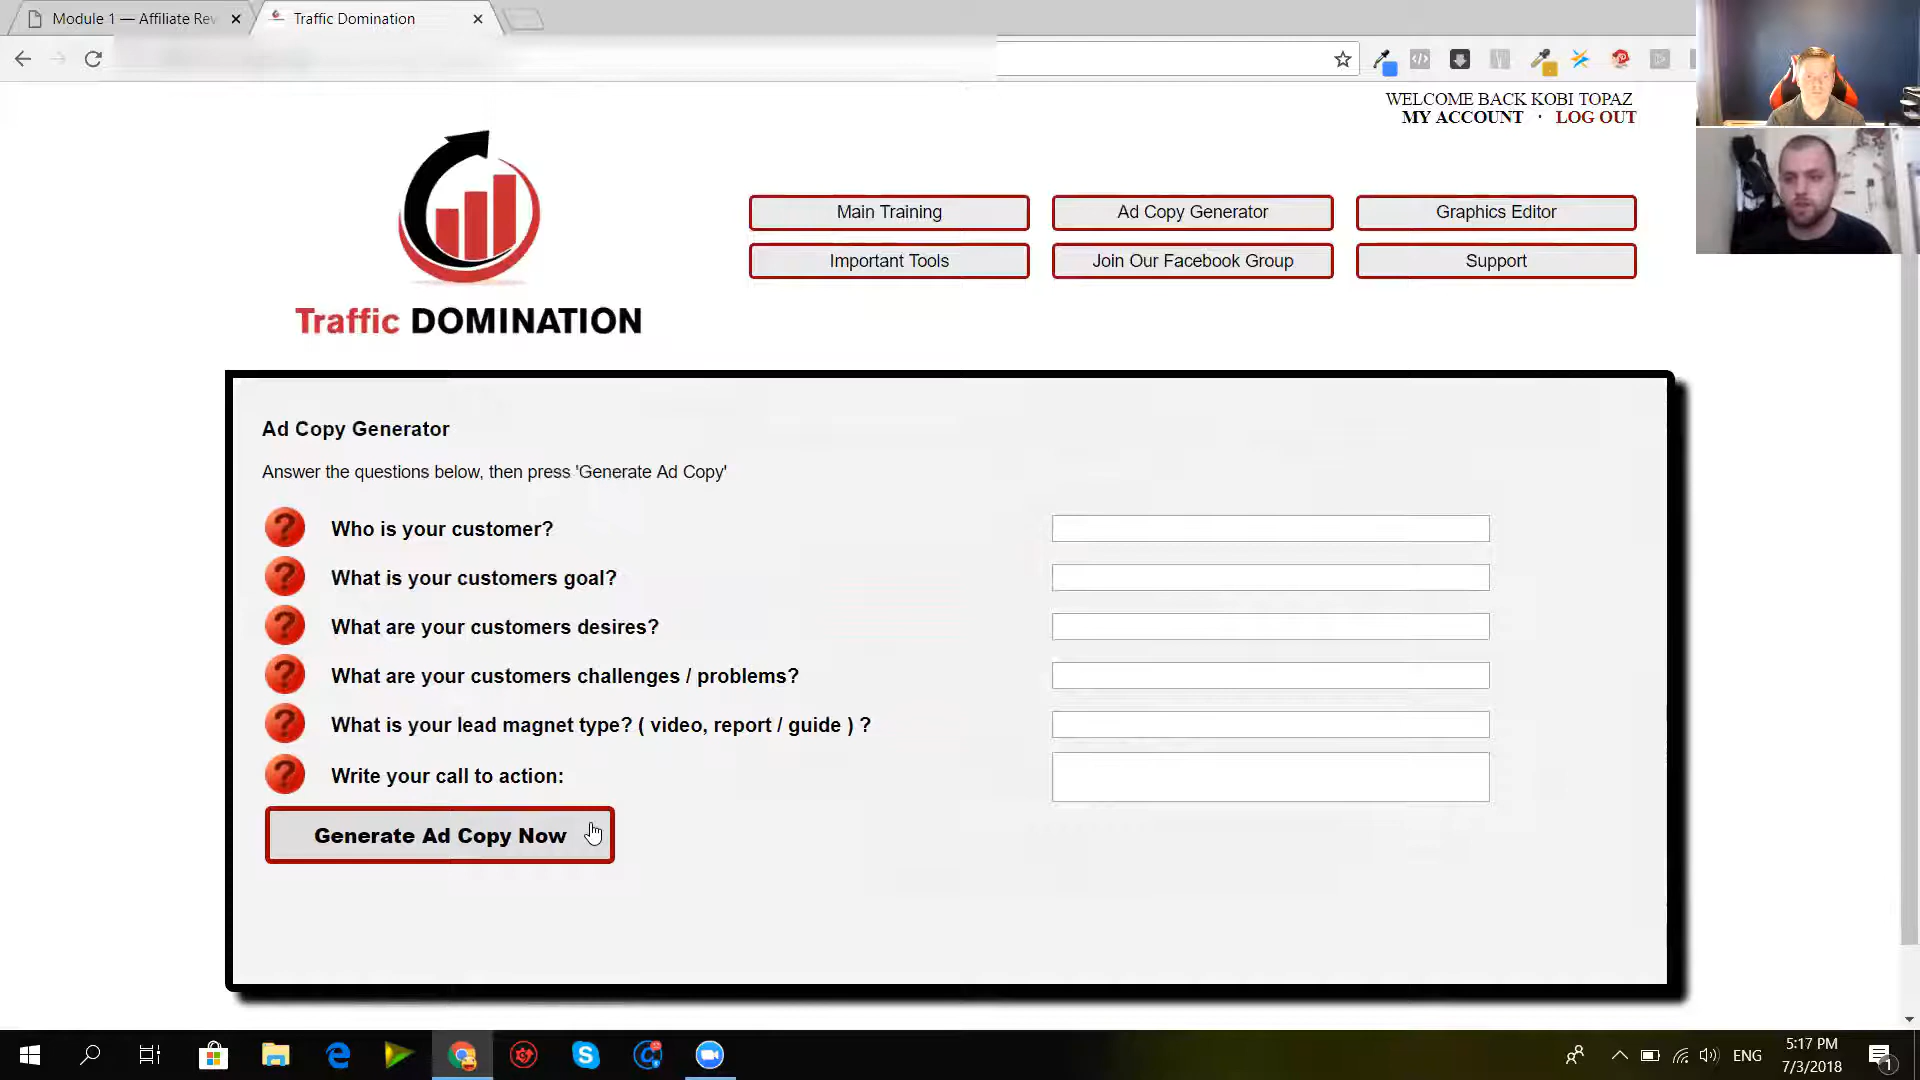 Module 1 — Affiliate Rev
Traffic Domination
WELCOME BACK KOBI TOPAZ
MY ACCOUNT · LOG OUT
Traffic DOMINATION
Main Training
Ad Copy Generator
Graphics Editor
Important Tools
Join Our Facebook Group
Support
Ad Copy Generator
Answer the questions below, then press 'Generate Ad Copy'
? Who is your customer?
? What is your customers goal?
? What are your customers desires?
? What are your customers challenges / problems?
? What is your lead magnet type? ( video, report / guide ) ?
? Write your call to action:
Generate Ad Copy Now
ENG
5:17 PM
7/3/2018
1